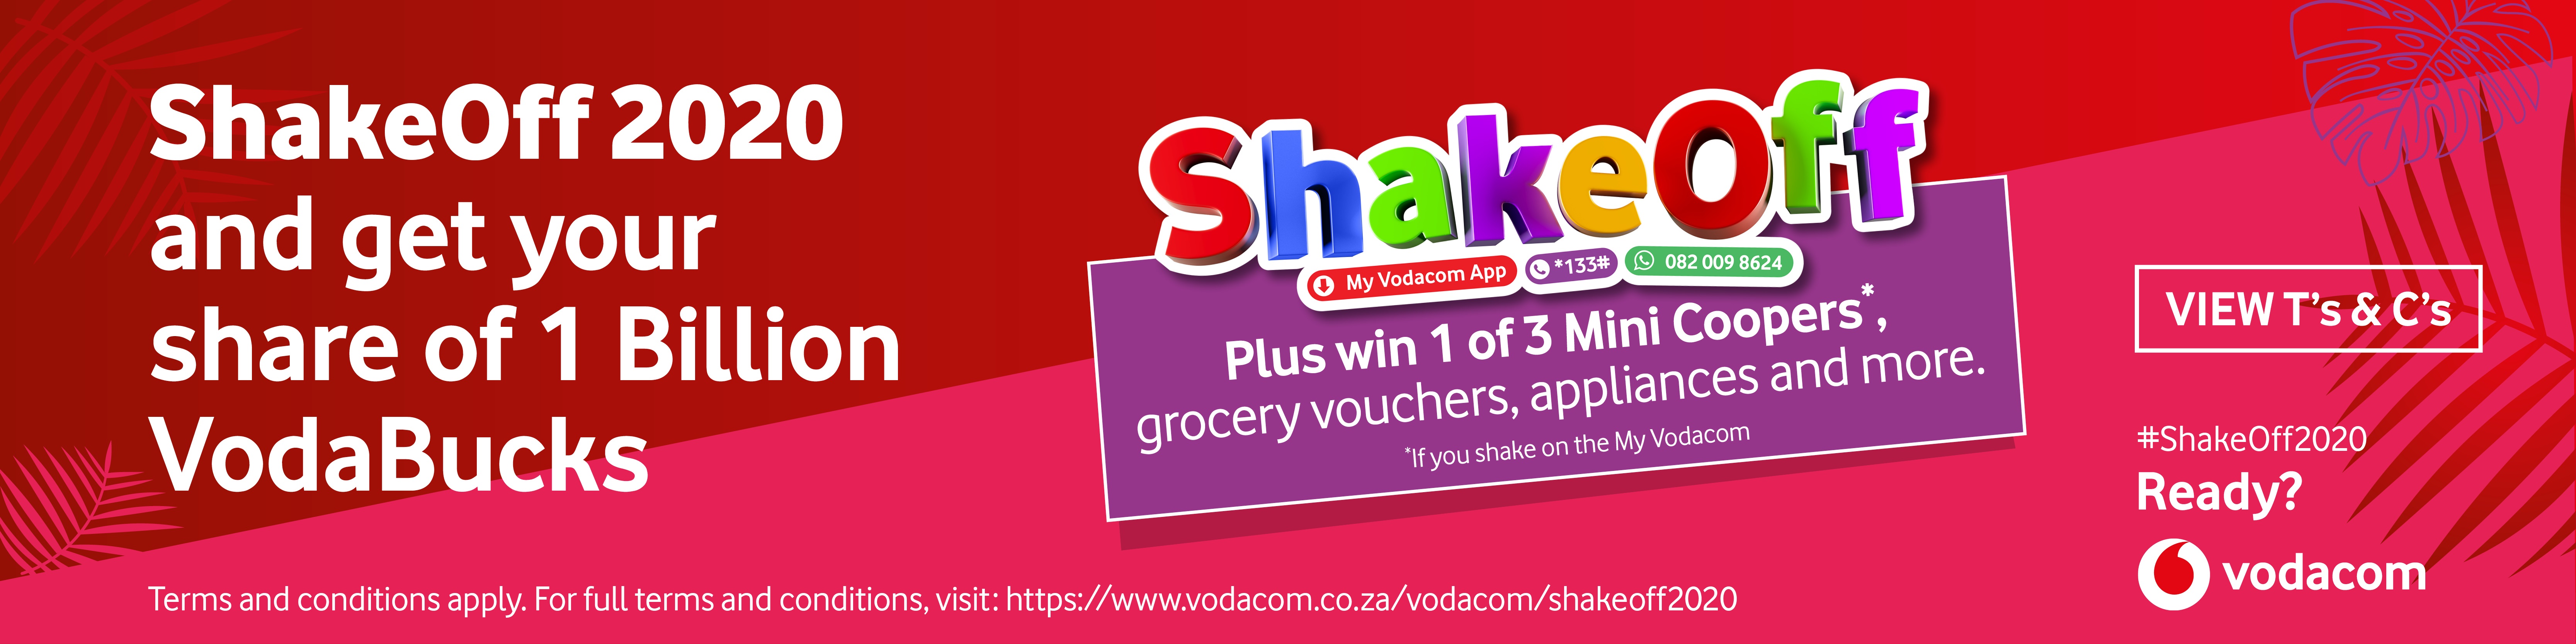 ShakeOff 2020
and get your
share of 1 Billion
VodaBucks
ShakeOff
My Vodacom App
*133#
082 009 8624
Plus win 1 of 3 Mini Coopers*,
grocery vouchers, appliances and more.
*If you shake on the My Vodacom
VIEW T's & C's
#ShakeOff2020
Ready?
vodacom
Terms and conditions apply. For full terms and conditions, visit: https://www.vodacom.co.za/vodacom/shakeoff2020